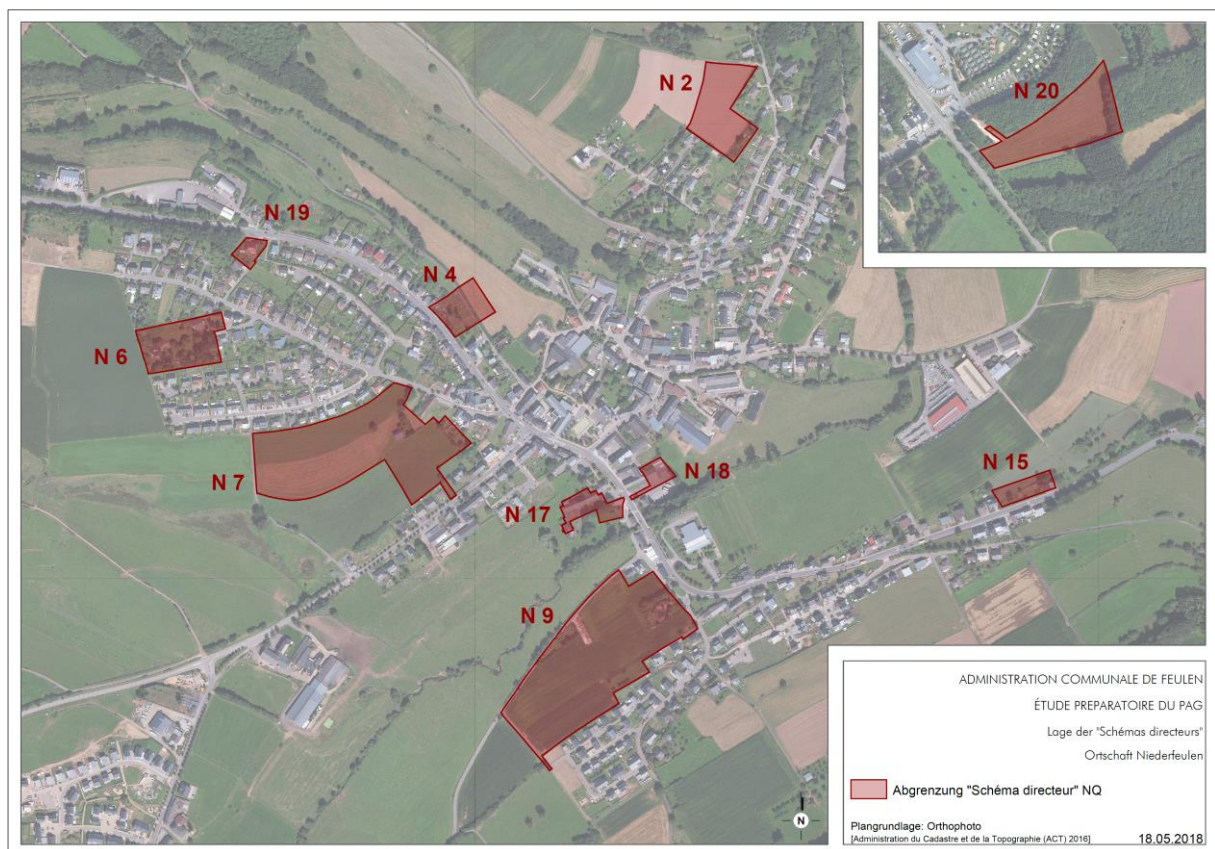 N 2
N 20
N 19
N 4
N 6
N 7
N 18
N 15
N 17
N 9
ADMINISTRATION COMMUNALE DE FEULEN
ÉTUDE PREPARATOIRE DU PAG
Lage der "Schémas directeurs"
Ortschaft Niederfeulen
Abgrenzung "Schéma directeur" NQ
N
Plangrundlage: Orthophoto
[Administration du Cadastre et de la Topographie (ACT) 2016]
18.05.2018